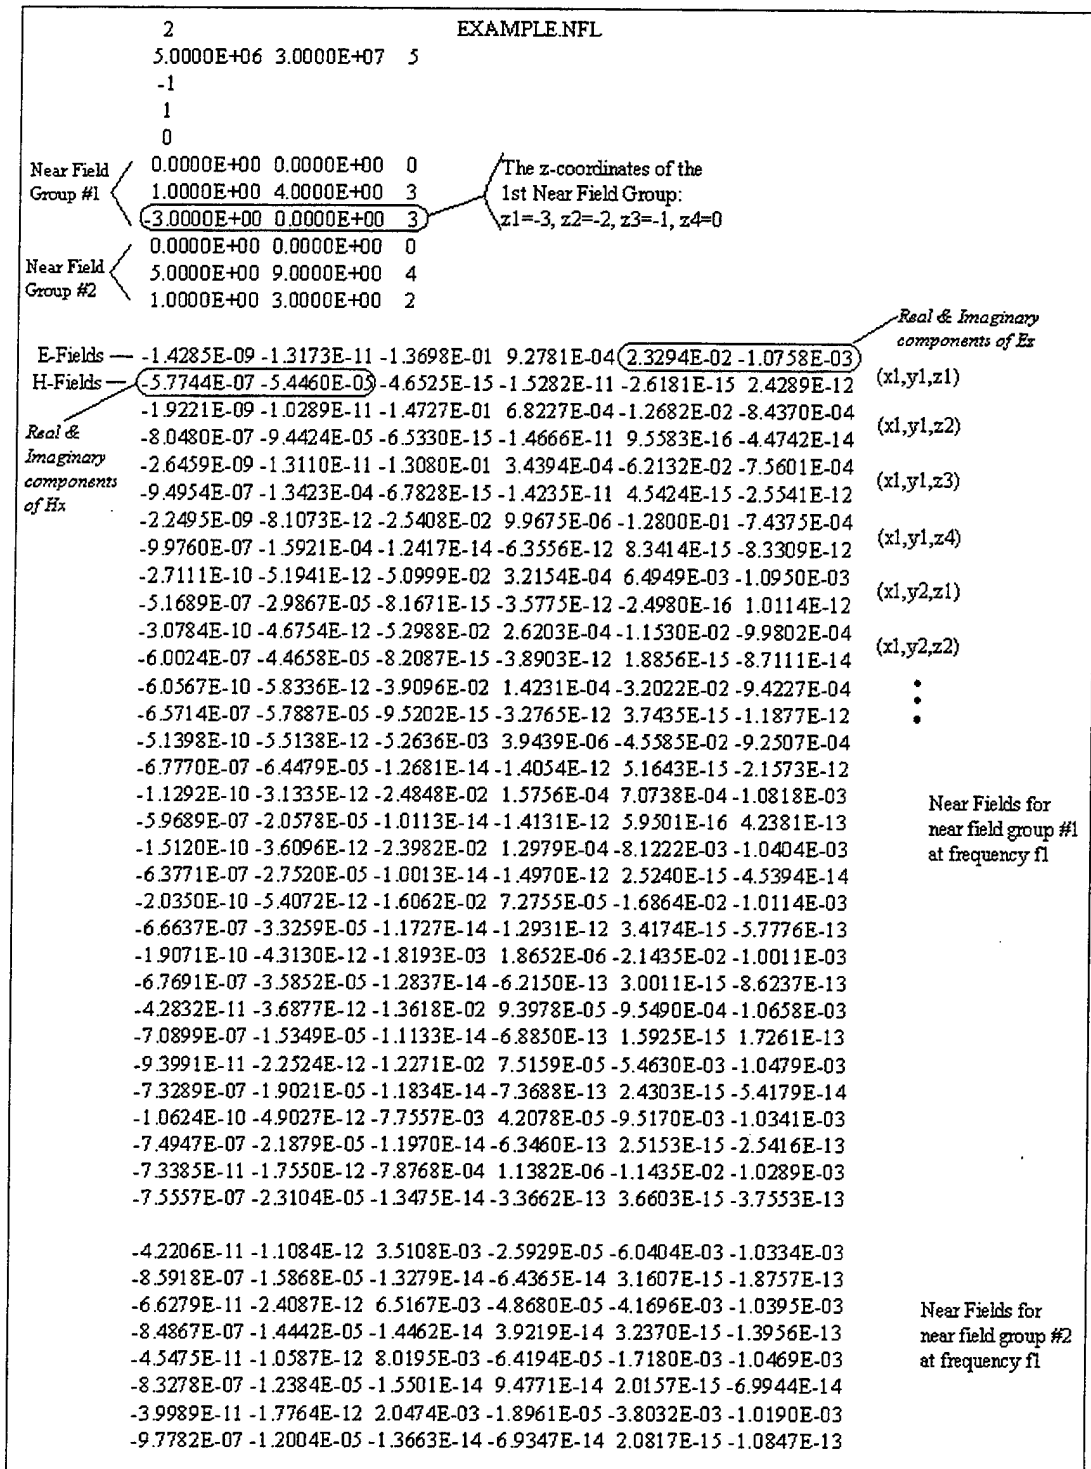 2 EXAMPLE.NFL
5.0000E+06 3.0000E+07 5
-1
1
0
Near Field Group #1
0.0000E+00 0.0000E+00 0
1.0000E+00 4.0000E+00 3
-3.0000E+00 0.0000E+00 3
The z-coordinates of the
1st Near Field Group:
z1=-3, z2=-2, z3=-1, z4=0
Near Field Group #2
0.0000E+00 0.0000E+00 0
5.0000E+00 9.0000E+00 4
1.0000E+00 3.0000E+00 2
Real & Imaginary
components of Ez
E-Fields -1.4285E-09 -1.3173E-11 -1.3698E-01 9.2781E-04 2.3294E-02 -1.0758E-03
H-Fields -5.7744E-07 -5.4460E-05 -4.6525E-15 -1.5282E-11 -2.6181E-15 2.4289E-12 (x1,y1,z1)
Real &
Imaginary
components
of Hx
-1.9221E-09 -1.0289E-11 -1.4727E-01 6.8227E-04 -1.2682E-02 -8.4370E-04
-8.0480E-07 -9.4424E-05 -6.5330E-15 -1.4666E-11 9.5583E-16 -4.4742E-14 (x1,y1,z2)
-2.6459E-09 -1.3110E-11 -1.3080E-01 3.4394E-04 -6.2132E-02 -7.5601E-04
-9.4954E-07 -1.3423E-04 -6.7828E-15 -1.4235E-11 4.5424E-15 -2.5541E-12 (x1,y1,z3)
-2.2495E-09 -8.1073E-12 -2.5408E-02 9.9675E-06 -1.2800E-01 -7.4375E-04
-9.9760E-07 -1.5921E-04 -1.2417E-14 -6.3556E-12 8.3414E-15 -8.3309E-12 (x1,y1,z4)
-2.7111E-10 -5.1941E-12 -5.0999E-02 3.2154E-04 6.4949E-03 -1.0950E-03
-5.1689E-07 -2.9867E-05 -8.1671E-15 -3.5775E-12 -2.4980E-16 1.0114E-12 (x1,y2,z1)
-3.0784E-10 -4.6754E-12 -5.2988E-02 2.6203E-04 -1.1530E-02 -9.9802E-04
-6.0024E-07 -4.4658E-05 -8.2087E-15 -3.8903E-12 1.8856E-15 -8.7111E-14 (x1,y2,z2)
-6.0567E-10 -5.8336E-12 -3.9096E-02 1.4231E-04 -3.2022E-02 -9.4227E-04
-6.5714E-07 -5.7887E-05 -9.5202E-15 -3.2765E-12 3.7435E-15 -1.1877E-12
-5.1398E-10 -5.5138E-12 -5.2636E-03 3.9439E-06 -4.5585E-02 -9.2507E-04
-6.7770E-07 -6.4479E-05 -1.2681E-14 -1.4054E-12 5.1643E-15 -2.1573E-12
-1.1292E-10 -3.1335E-12 -2.4848E-02 1.5756E-04 7.0738E-04 -1.0818E-03
-5.9689E-07 -2.0578E-05 -1.0113E-14 -1.4131E-12 5.9501E-16 4.2381E-13
-1.5120E-10 -3.6096E-12 -2.3982E-02 1.2979E-04 -8.1222E-03 -1.0404E-03
-6.3771E-07 -2.7520E-05 -1.0013E-14 -1.4970E-12 2.5240E-15 -4.5394E-14
-2.0350E-10 -5.4072E-12 -1.6062E-02 7.2755E-05 -1.6864E-02 -1.0114E-03
-6.6637E-07 -3.3259E-05 -1.1727E-14 -1.2931E-12 3.4174E-15 -5.7776E-13
-1.9071E-10 -4.3130E-12 -1.8193E-03 1.8652E-06 -2.1435E-02 -1.0011E-03
-6.7691E-07 -3.5852E-05 -1.2837E-14 -6.2150E-13 3.0011E-15 -8.6237E-13
-4.2832E-11 -3.6877E-12 -1.3618E-02 9.3978E-05 -9.5490E-04 -1.0658E-03
-7.0899E-07 -1.5349E-05 -1.1133E-14 -6.8850E-13 1.5925E-15 1.7261E-13
-9.3991E-11 -2.2524E-12 -1.2271E-02 7.5159E-05 -5.4630E-03 -1.0479E-03
-7.3289E-07 -1.9021E-05 -1.1834E-14 -7.3688E-13 2.4303E-15 -5.4179E-14
-1.0624E-10 -4.9027E-12 -7.7557E-03 4.2078E-05 -9.5170E-03 -1.0341E-03
-7.4947E-07 -2.1879E-05 -1.1970E-14 -6.3460E-13 2.5153E-15 -2.5416E-13
-7.3385E-11 -1.7550E-12 -7.8768E-04 1.1382E-06 -1.1435E-02 -1.0289E-03
-7.5557E-07 -2.3104E-05 -1.3475E-14 -3.3662E-13 3.6603E-15 -3.7553E-13
Near Fields for
near field group #1
at frequency f1
-4.2206E-11 -1.1084E-12 3.5108E-03 -2.5929E-05 -6.0404E-03 -1.0334E-03
-8.5918E-07 -1.5868E-05 -1.3279E-14 -6.4365E-14 3.1607E-15 -1.8757E-13
-6.6279E-11 -2.4087E-12 6.5167E-03 -4.8680E-05 -4.1696E-03 -1.0395E-03
-8.4867E-07 -1.4442E-05 -1.4462E-14 3.9219E-14 3.2370E-15 -1.3956E-13
-4.5475E-11 -1.0587E-12 8.0195E-03 -6.4194E-05 -1.7180E-03 -1.0469E-03
-8.3278E-07 -1.2384E-05 -1.5501E-14 9.4771E-14 2.0157E-15 -6.9944E-14
-3.9989E-11 -1.7764E-12 2.0474E-03 -1.8961E-05 -3.8032E-03 -1.0190E-03
-9.7782E-07 -1.2004E-05 -1.3663E-14 -6.9347E-14 2.0817E-15 -1.0847E-13
Near Fields for
near field group #2
at frequency f1